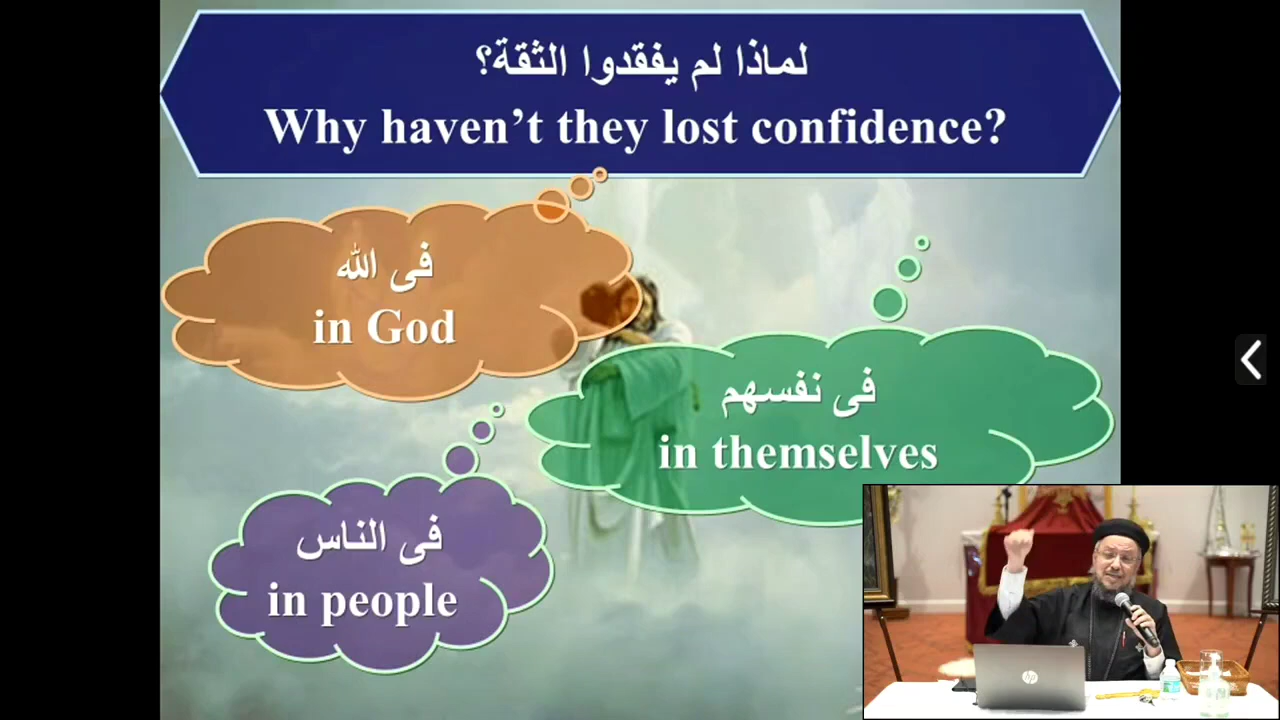 لماذا لم يفقدوا الثقة؟
Why haven't they lost confidence?
فى الله
in God
فى نفسهم
in themselves
فى الناس
in people
hp